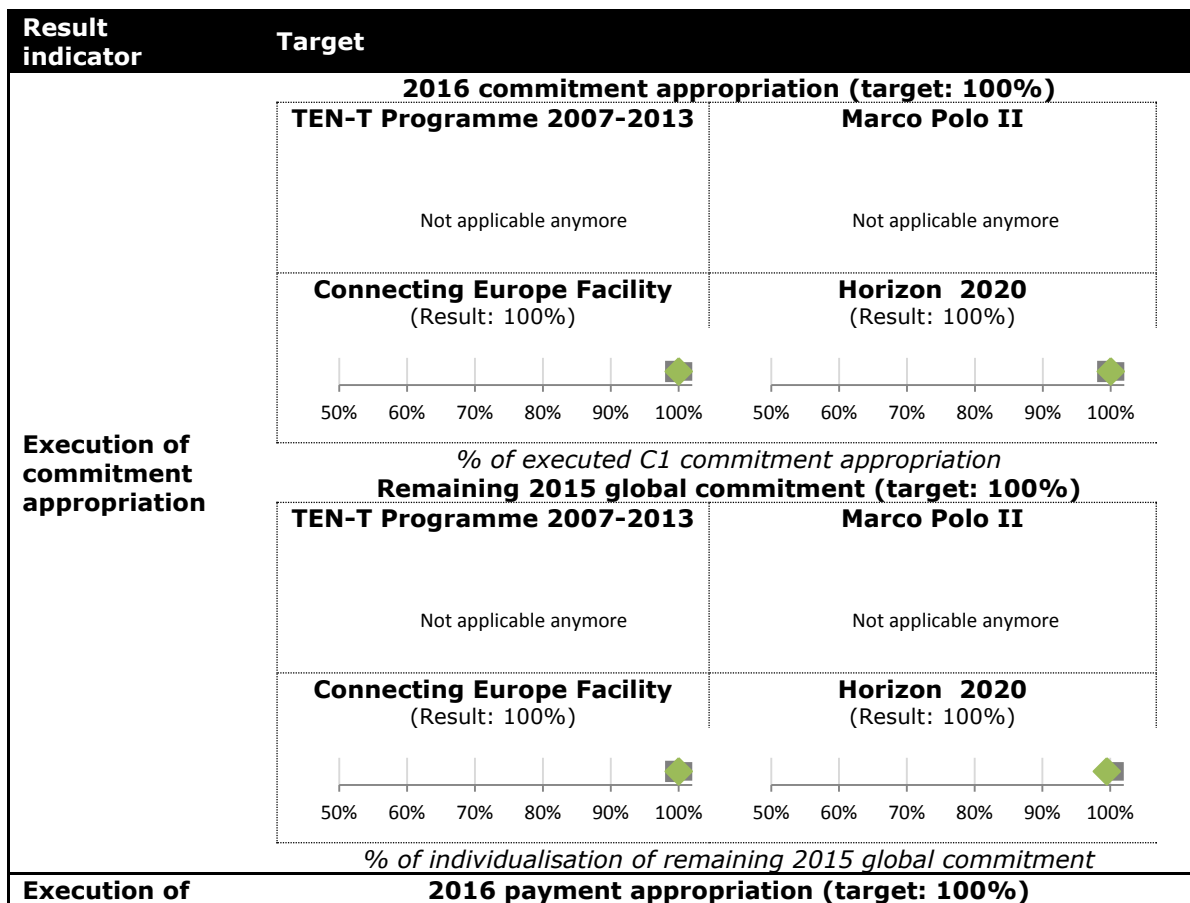 Result
indicator
Target
Execution of
commitment
appropriation
2016 commitment appropriation (target: 100%)
TEN-T Programme 2007-2013
Marco Polo II
Not applicable anymore
Not applicable anymore
Connecting Europe Facility
(Result: 100%)
Horizon 2020
(Result: 100%)
50% 60% 70% 80% 90% 100%
50% 60% 70% 80% 90% 100%
% of executed C1 commitment appropriation
Remaining 2015 global commitment (target: 100%)
TEN-T Programme 2007-2013
Marco Polo II
Not applicable anymore
Not applicable anymore
Connecting Europe Facility
(Result: 100%)
Horizon 2020
(Result: 100%)
50% 60% 70% 80% 90% 100%
50% 60% 70% 80% 90% 100%
% of individualisation of remaining 2015 global commitment
Execution of
2016 payment appropriation (target: 100%)